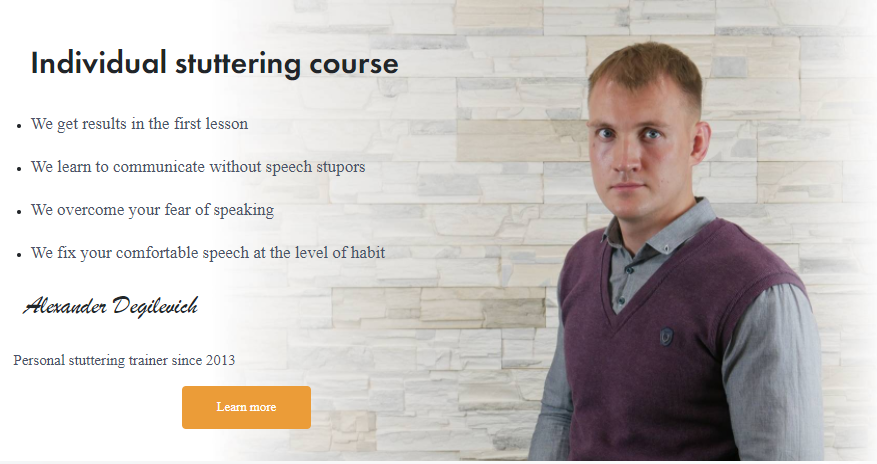 Individual stuttering course
We get results in the first lesson
We learn to communicate without speech stupors
We overcome your fear of speaking
We fix your comfortable speech at the level of habit
Alexander Degilevich
Personal stuttering trainer since 2013
Learn more